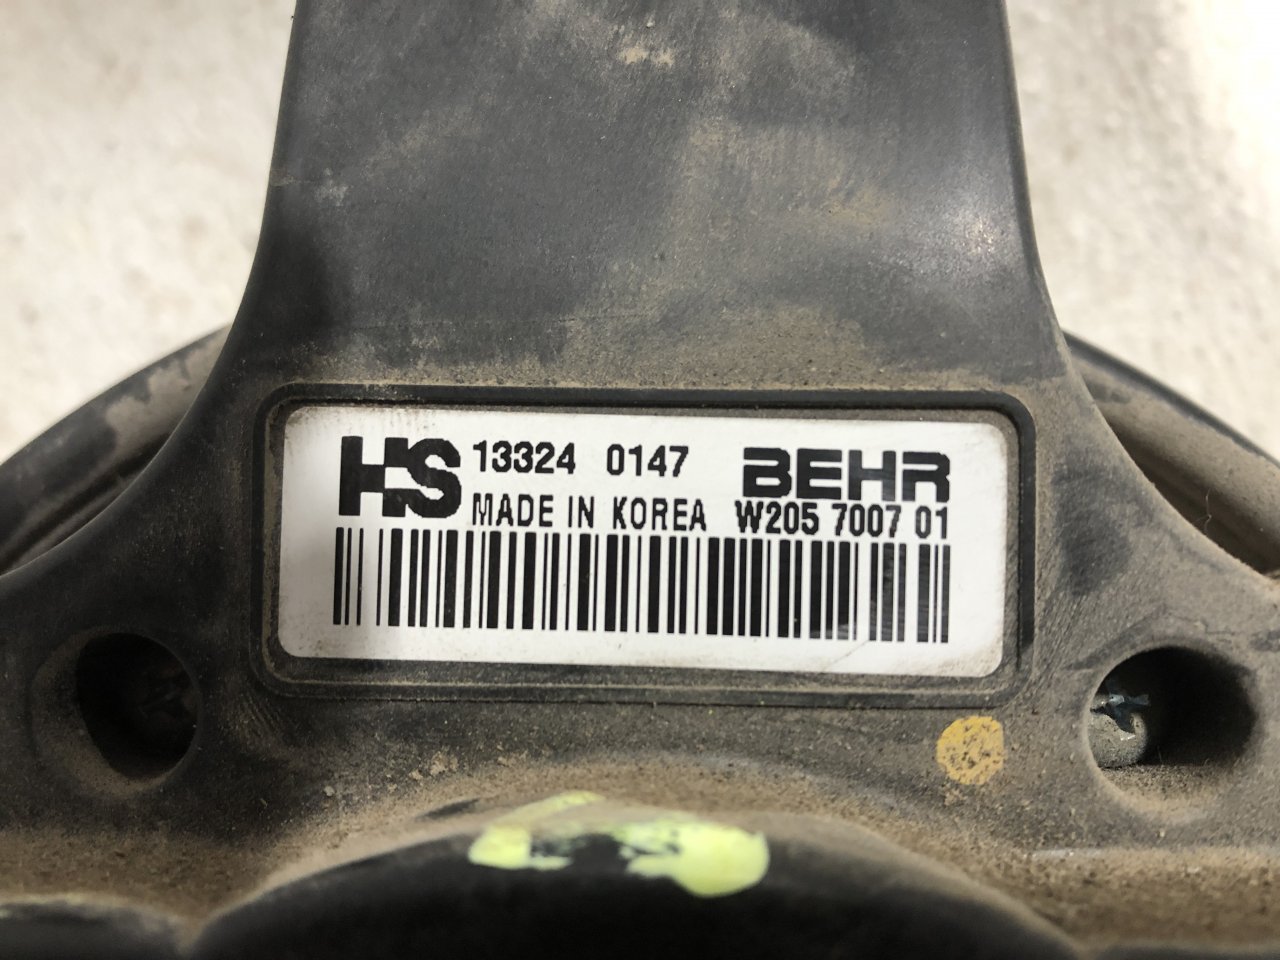 HS 13324 0147 BEHR
MADE IN KOREA W205 7007 01